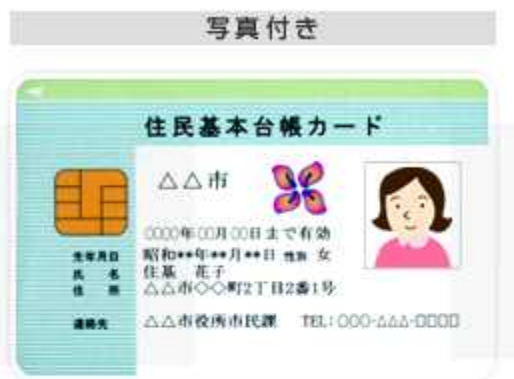 写真付き
住民基本台帳カード
△△市
○○○○年○○月○○日まで有効
生年月日 昭和**年**月**日 性別 女
氏 名 住基 花子
住 所 △△市◇◇町2丁目2番1号
連絡先 △△市役所市民課 TEL:○○○-△△△-□□□□